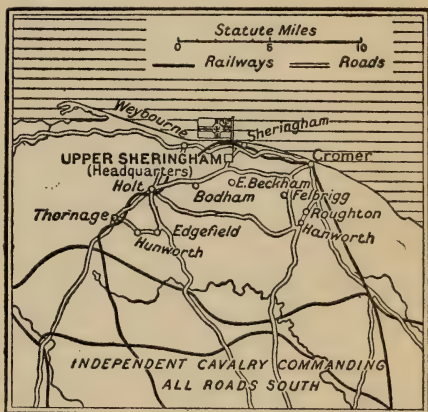 Statute Miles
0 5 10
Railways Roads
Weybourne
Sheringham
UPPER SHERINGHAM
(Headquarters)
Cromer
Holt
Bodham
E. Beckham
Felbrigg
Thornage
Roughton
Hanworth
Hunworth
Edgefield
INDEPENDENT CAVALRY COMMANDING
ALL ROADS SOUTH